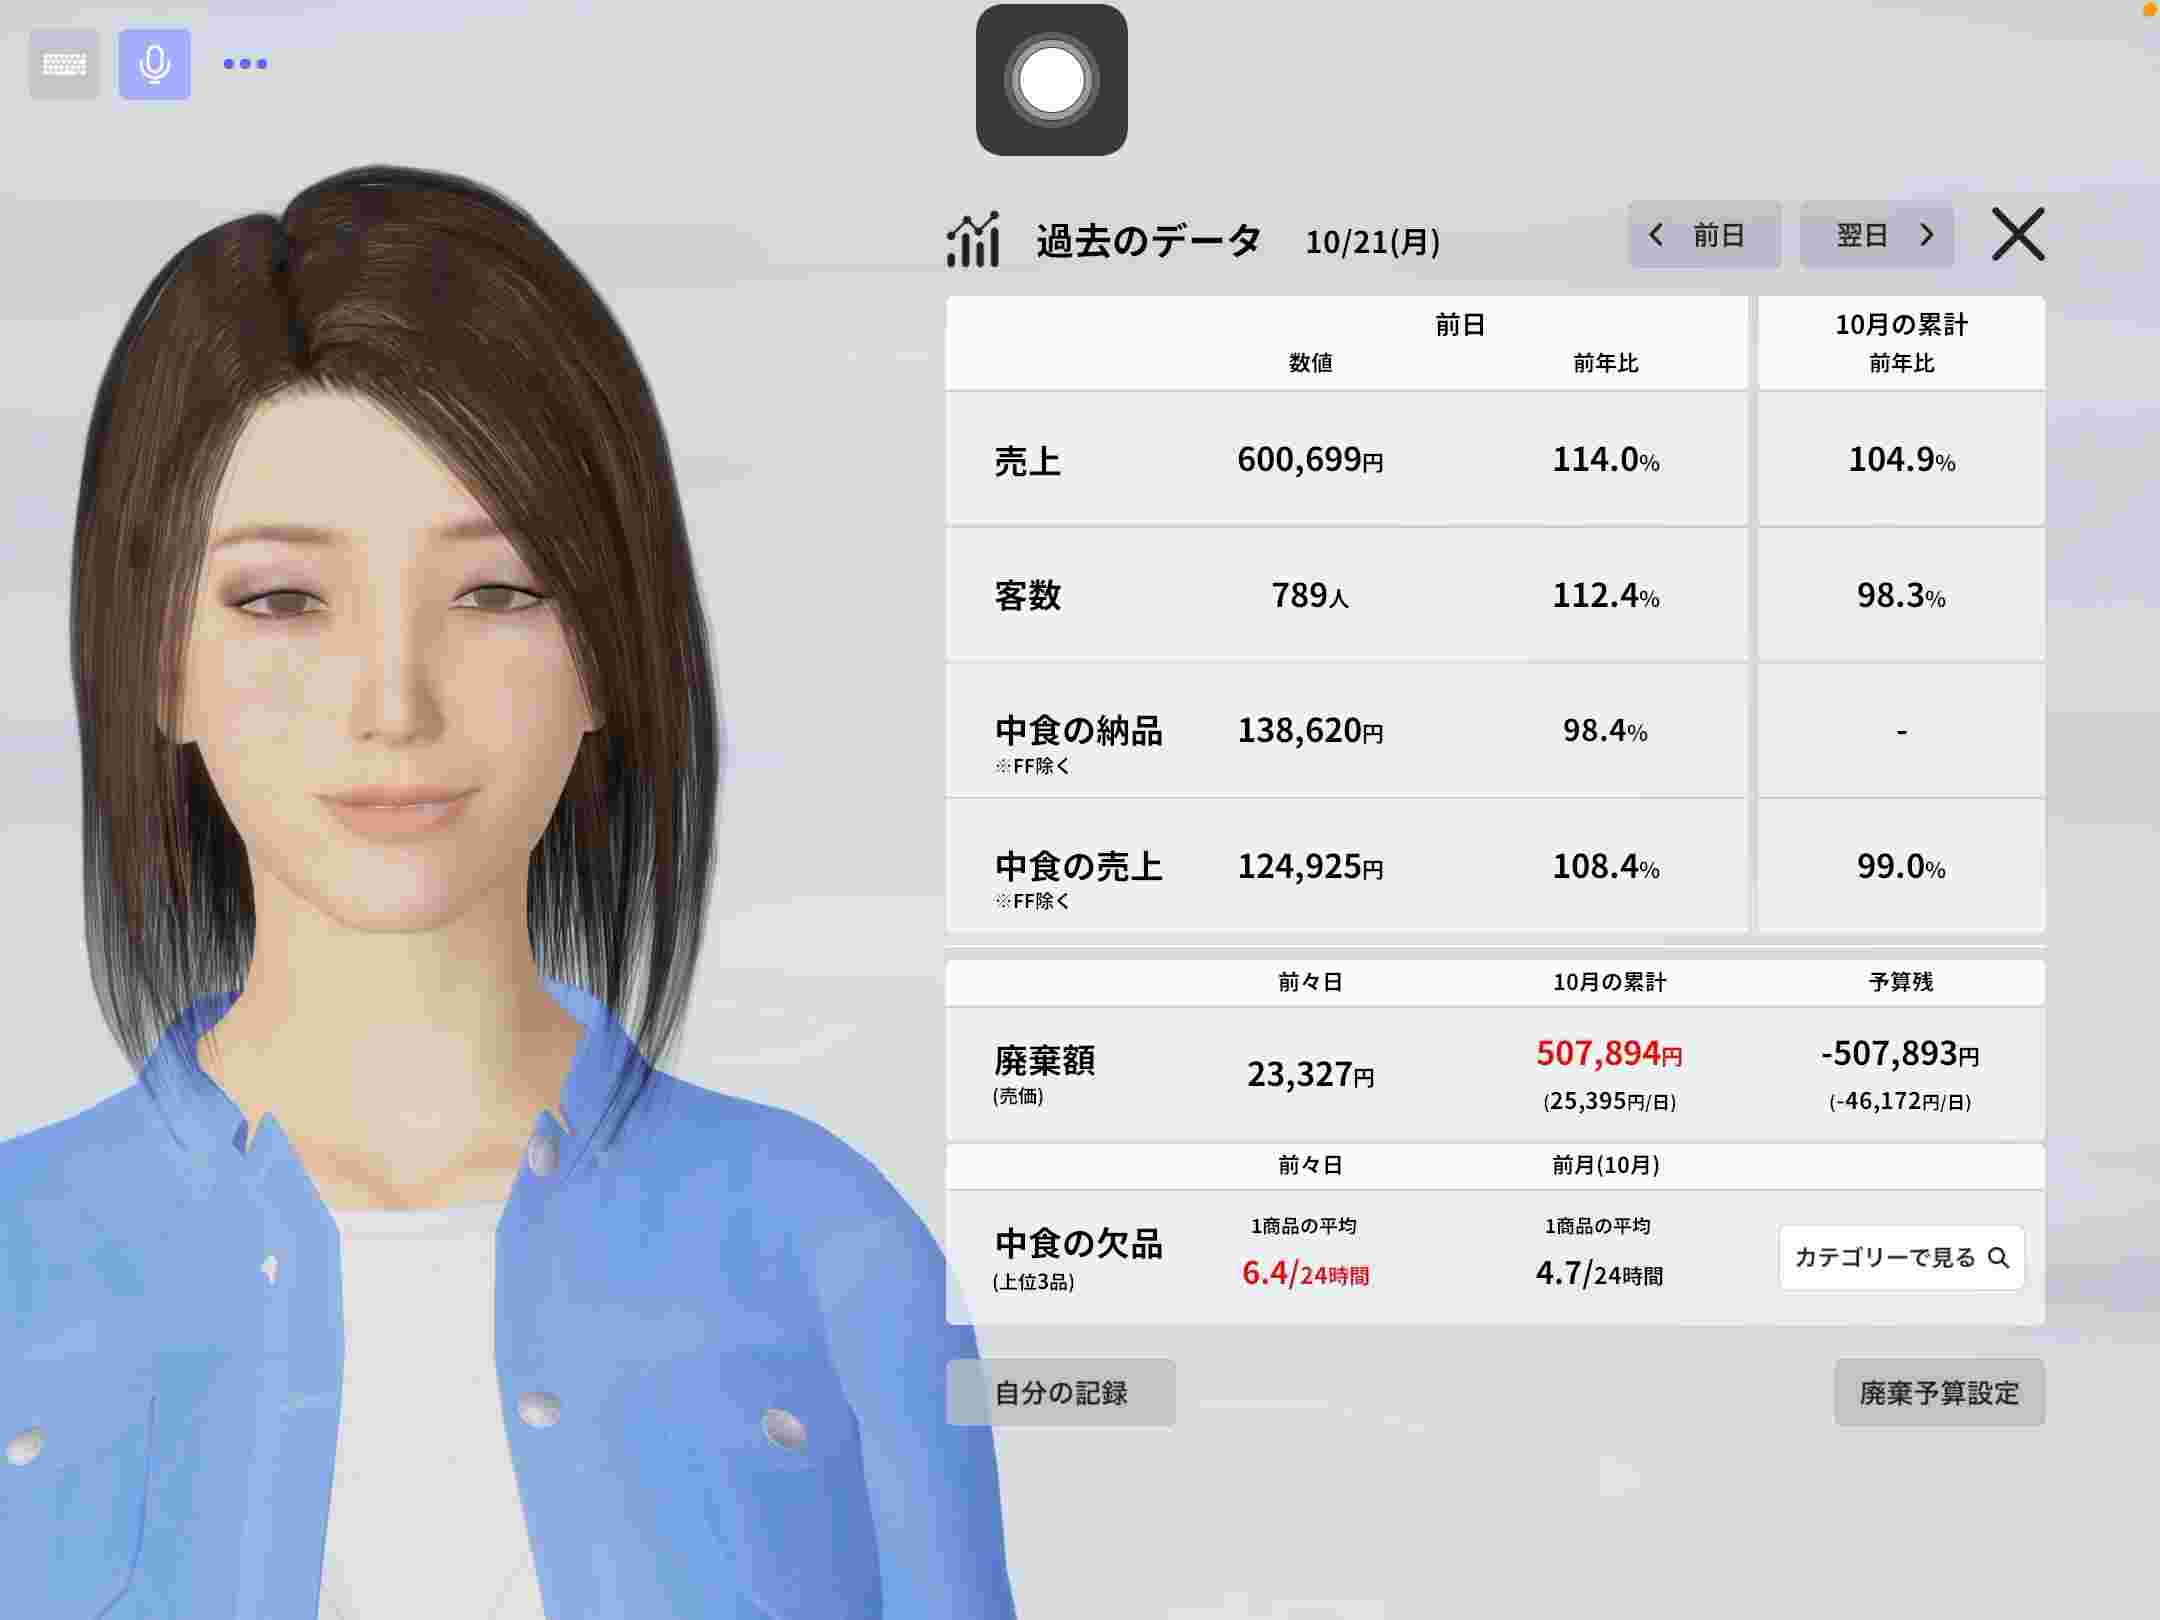 過去のデータ 10/21(月) 前日 翌日
前日 10月の累計
数値 前年比 前年比
売上 600,699円 114.0% 104.9%
客数 789人 112.4% 98.3%
中食の納品 138,620円 98.4% -
※FF除く
中食の売上 124,925円 108.4% 99.0%
※FF除く
前々日 10月の累計 予算残
廃棄額 23,327円 507,894円 -507,893円
(売価) (25,395円/日) (-46,172円/日)
前々日 前月(10月)
1商品の平均 1商品の平均
中食の欠品 6.4/24時間 4.7/24時間 カテゴリーで見る
(上位3品)
自分の記録 廃棄予算設定